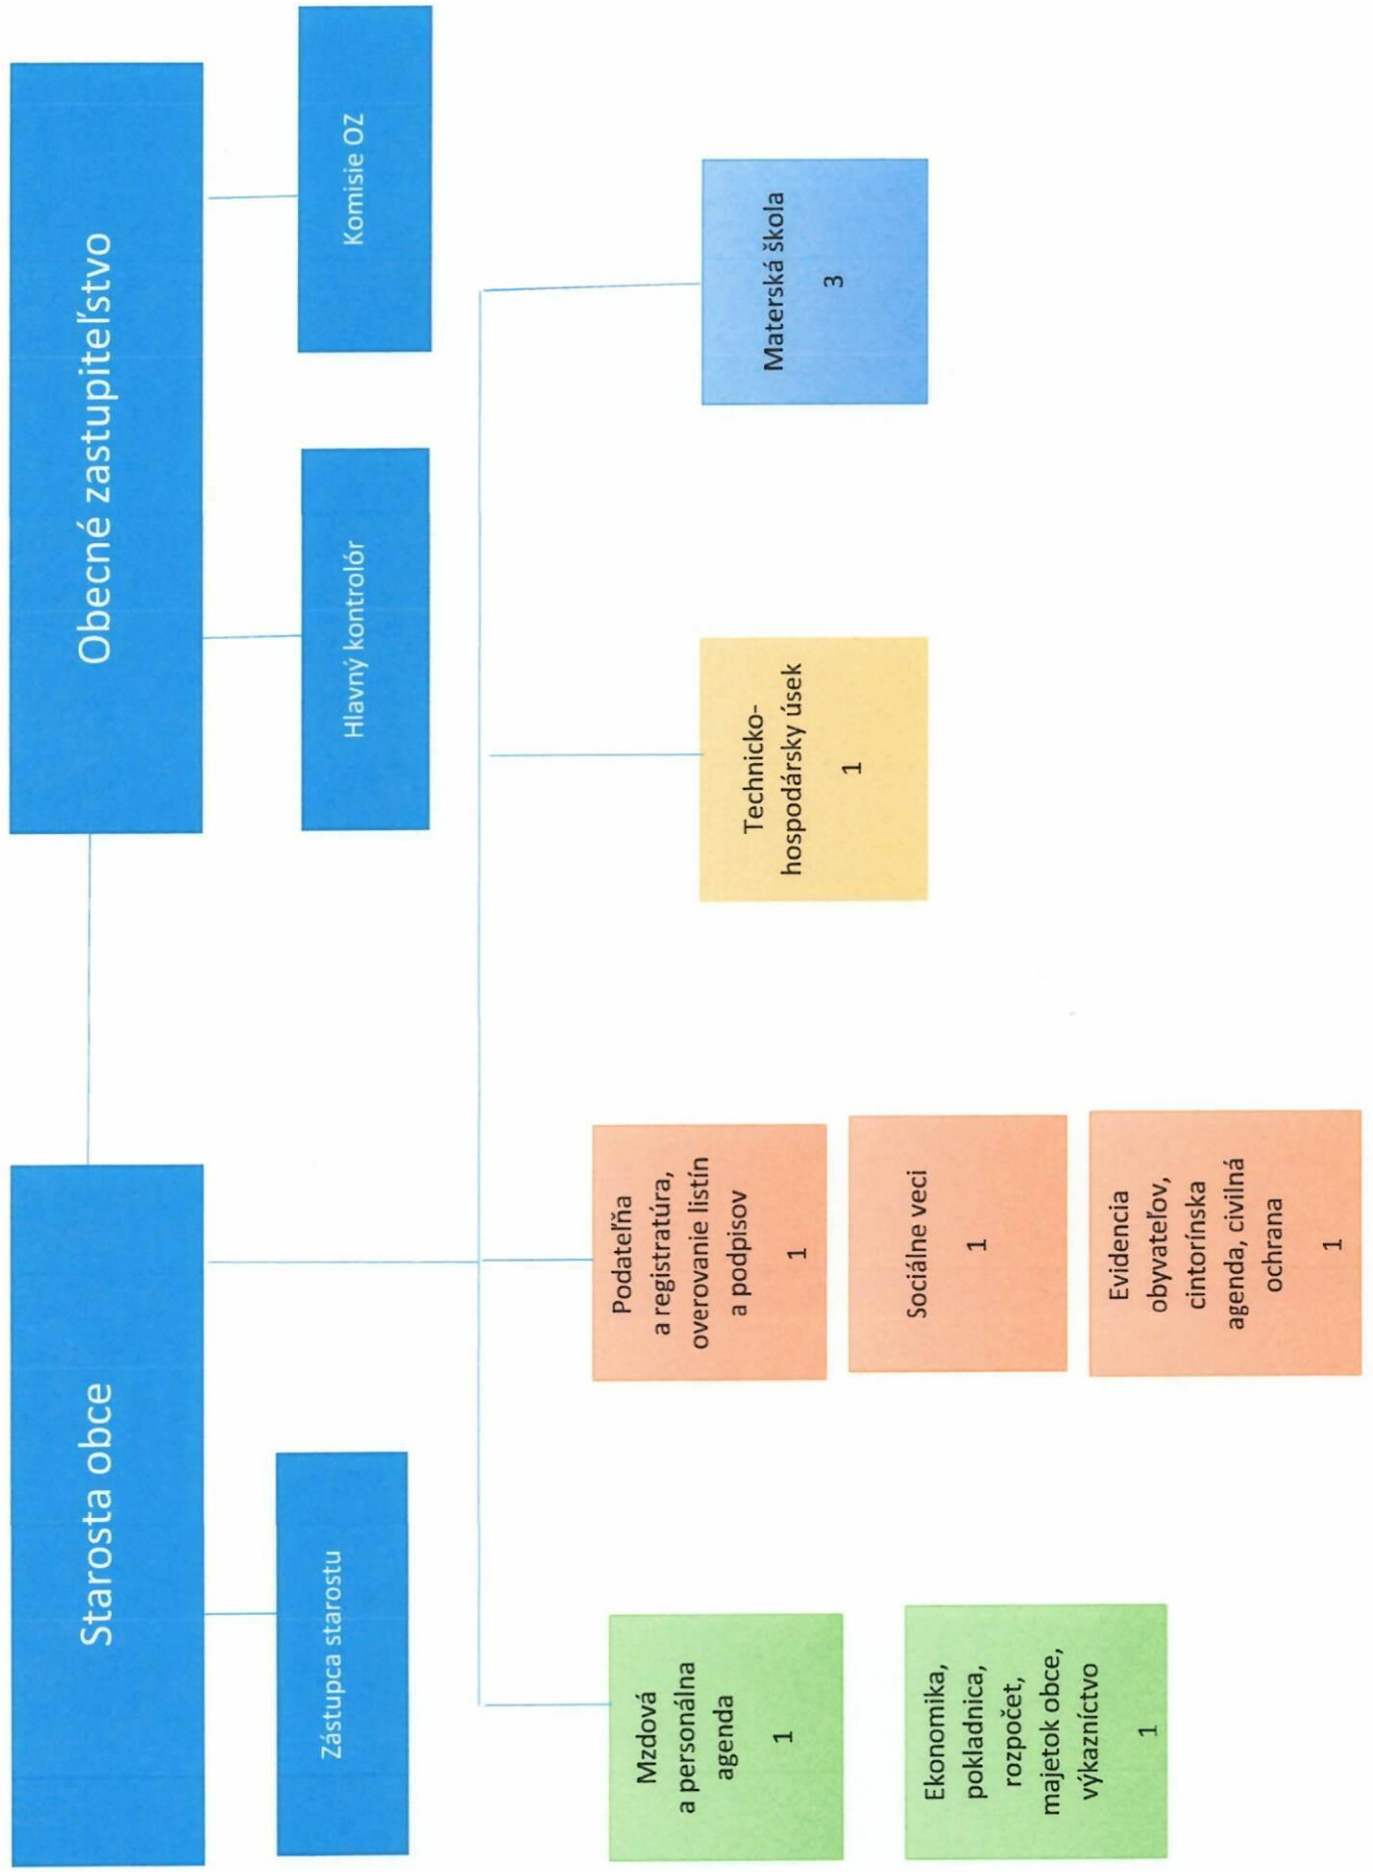 Starosta obce
Obecné zastupiteľstvo
Zástupca starostu
Hlavný kontrolór
Komisie OZ
Mzdová
a personálna
agenda
1
Ekonomika,
pokladnica,
rozpočet,
majetok obce,
výkazníctvo
1
Podateľňa
a registratúra,
overovanie listín
a podpisov
1
Sociálne veci
1
Evidencia
obyvateľov,
cintorínska
agenda, civilná
ochrana
1
Technicko-
hospodársky úsek
1
Materská škola
3